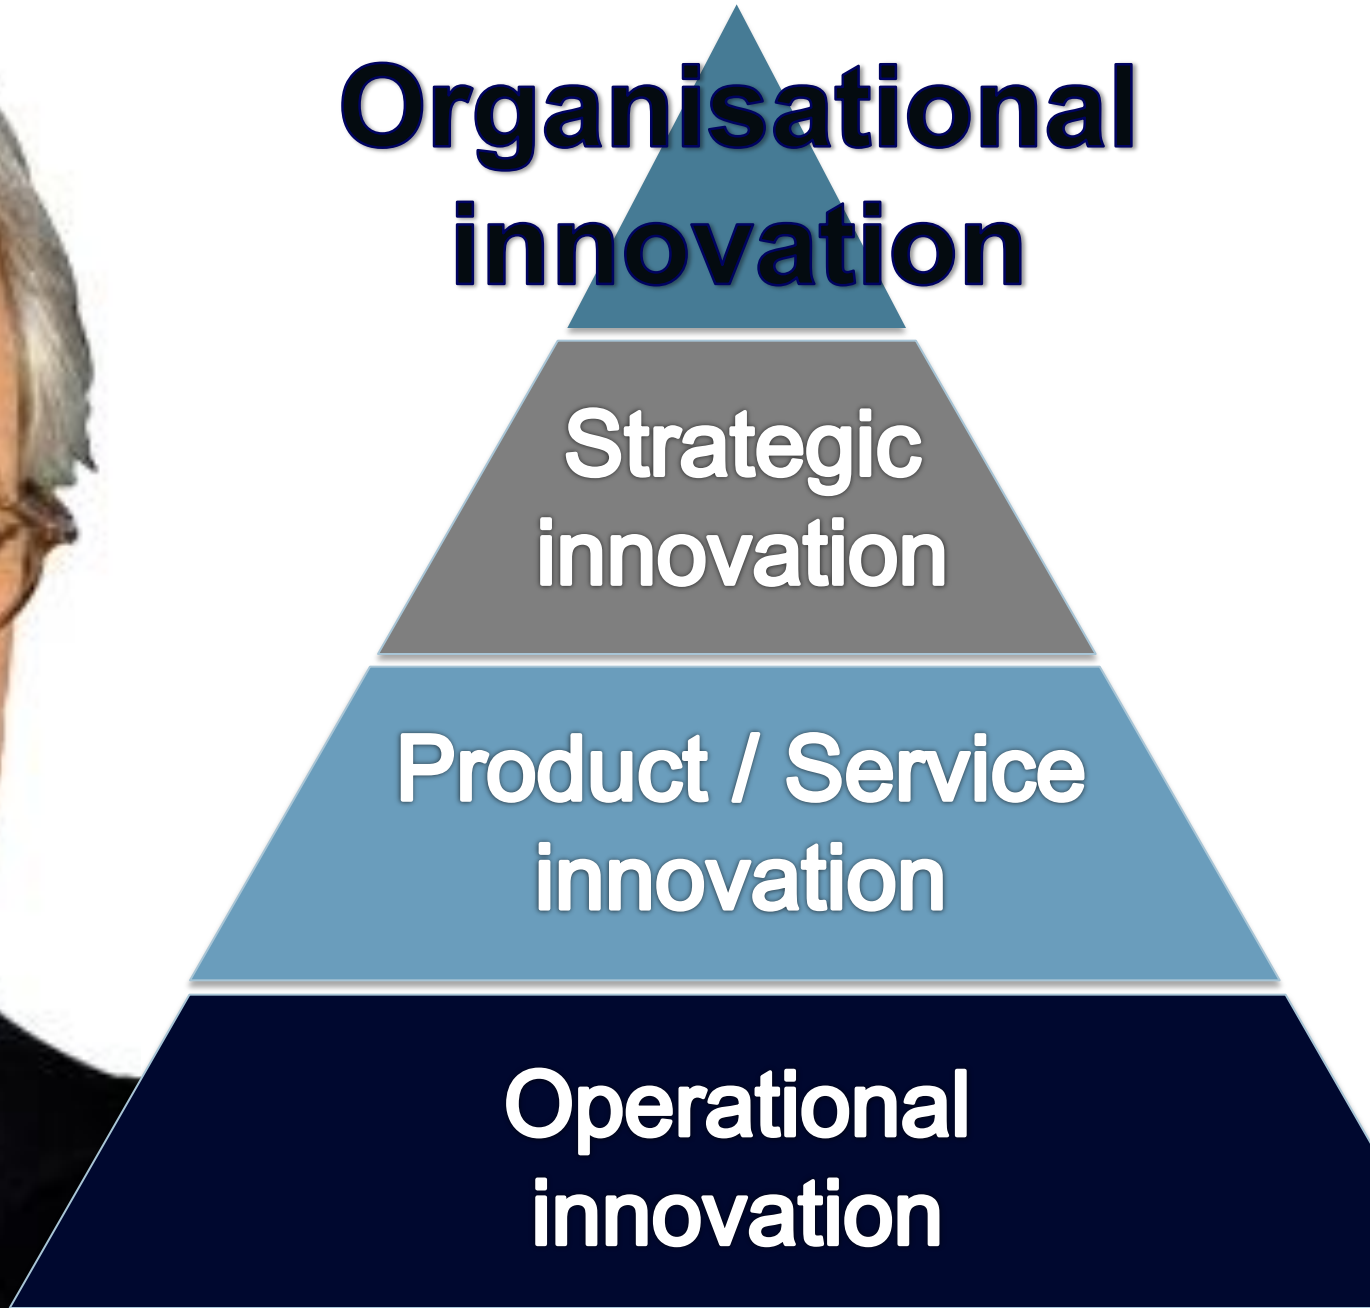 Organisational
innovation
Strategic
innovation
Product / Service
innovation
Operational
innovation